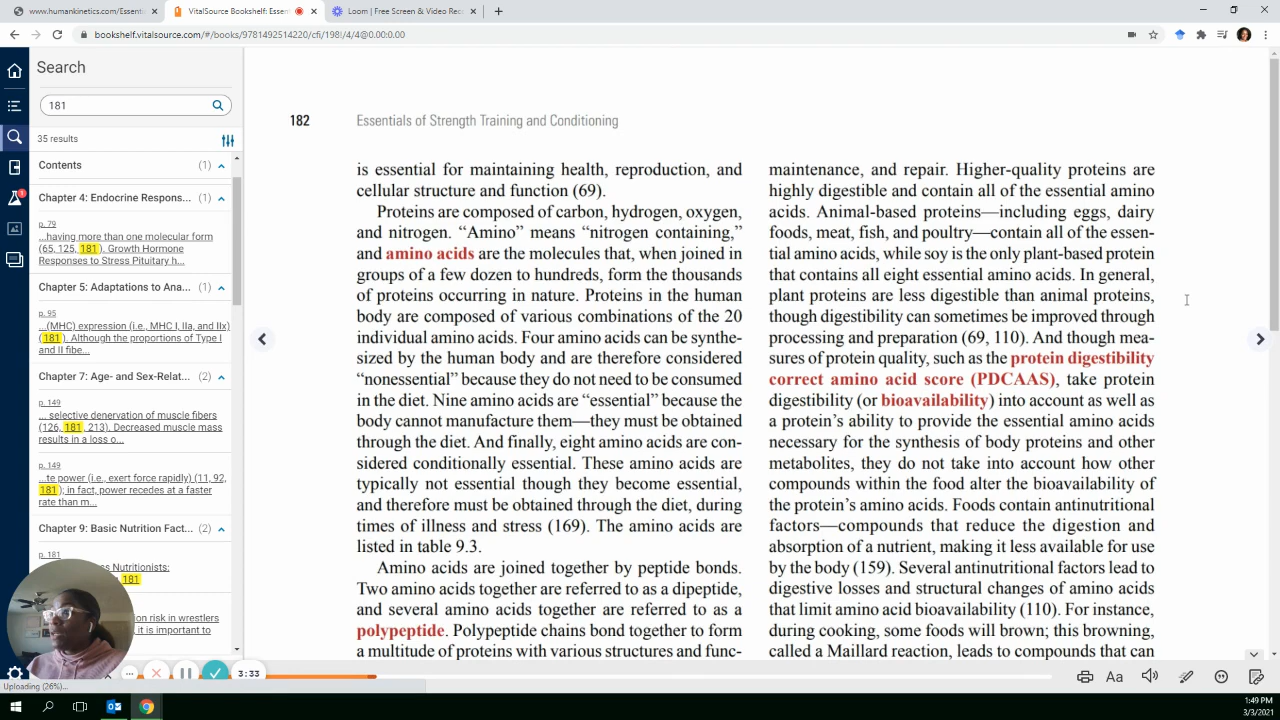 www.humankinetics.com/Essenti
VitalSource Bookshelf: Essen
Loom | Free Screen & Video Rec
bookshelf.vitalsource.com/#/books/9781492514220/cfi/198!/4/4@0.00:0.00
Search
181
35 results
Contents (1)
Chapter 4: Endocrine Respons... (1)
p. 79
...having more than one molecular form
(65, 125, 181), Growth Hormone
Responses to Stress Pituitary h...
Chapter 5: Adaptations to Ana... (1)
p. 95
...(MHC) expression (i.e., MHC I, IIa, and IIx)
(181). Although the proportions of Type I
and II fibe...
Chapter 7: Age- and Sex-Relat... (2)
p. 149
... selective denervation of muscle fibers
(126, 181, 213). Decreased muscle mass
results in a loss o...
p. 149
...te power (i.e., exert force rapidly) (11, 92,
181); in fact, power recedes at a faster
rate than m...
Chapter 9: Basic Nutrition Fact... (2)
p. 181
ss Nutritionists:
181
on risk in wrestlers
, it is important to
3:33
Uploading (26%)...
182 Essentials of Strength Training and Conditioning
is essential for maintaining health, reproduction, and
cellular structure and function (69).
Proteins are composed of carbon, hydrogen, oxygen,
and nitrogen. “Amino” means “nitrogen containing,”
and amino acids are the molecules that, when joined in
groups of a few dozen to hundreds, form the thousands
of proteins occurring in nature. Proteins in the human
body are composed of various combinations of the 20
individual amino acids. Four amino acids can be synthe-
sized by the human body and are therefore considered
“nonessential” because they do not need to be consumed
in the diet. Nine amino acids are “essential” because the
body cannot manufacture them—they must be obtained
through the diet. And finally, eight amino acids are con-
sidered conditionally essential. These amino acids are
typically not essential though they become essential,
and therefore must be obtained through the diet, during
times of illness and stress (169). The amino acids are
listed in table 9.3.
Amino acids are joined together by peptide bonds.
Two amino acids together are referred to as a dipeptide,
and several amino acids together are referred to as a
polypeptide. Polypeptide chains bond together to form
a multitude of proteins with various structures and func-
maintenance, and repair. Higher-quality proteins are
highly digestible and contain all of the essential amino
acids. Animal-based proteins—including eggs, dairy
foods, meat, fish, and poultry—contain all of the essen-
tial amino acids, while soy is the only plant-based protein
that contains all eight essential amino acids. In general,
plant proteins are less digestible than animal proteins,
though digestibility can sometimes be improved through
processing and preparation (69, 110). And though mea-
sures of protein quality, such as the protein digestibility
correct amino acid score (PDCAAS), take protein
digestibility (or bioavailability) into account as well as
a protein’s ability to provide the essential amino acids
necessary for the synthesis of body proteins and other
metabolites, they do not take into account how other
compounds within the food alter the bioavailability of
the protein’s amino acids. Foods contain antinutritional
factors—compounds that reduce the digestion and
absorption of a nutrient, making it less available for use
by the body (159). Several antinutritional factors lead to
digestive losses and structural changes of amino acids
that limit amino acid bioavailability (110). For instance,
during cooking, some foods will brown; this browning,
called a Maillard reaction, leads to compounds that can
Aa
1:49 PM
3/3/2021